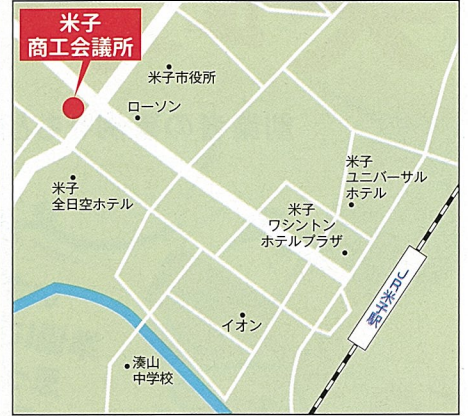 米子
商工会議所
米子市役所
ローソン
米子
全日空ホテル
米子
ユニバーサル
ホテル
米子
ワシントン
ホテルプラザ
JR米子駅
イオン
湊山
中学校